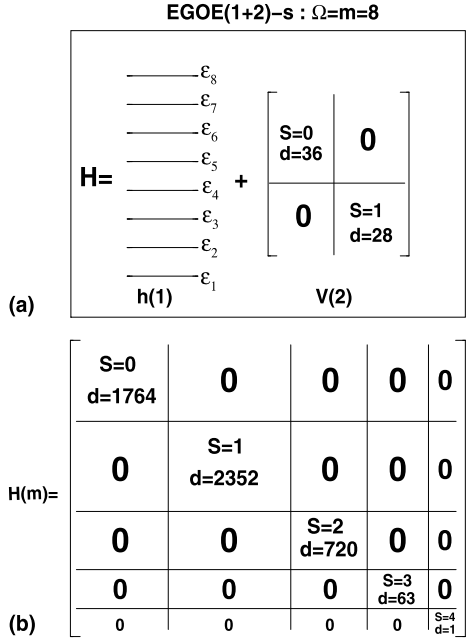 EGOE(1+2)-s : Ω=m=8
ε8
ε7
ε6
ε5
ε4
ε3
ε2
ε1
H=
+
S=0 0
d=36
0 S=1
d=28
(a)
h(1) V(2)
S=0 0 0 0 0
d=1764
0 S=1 0 0 0
d=2352
H(m)=
0 0 S=2 0 0
d=720
0 0 0 S=3 0
d=63
(b)
0 0 0 0 S=4
d=1